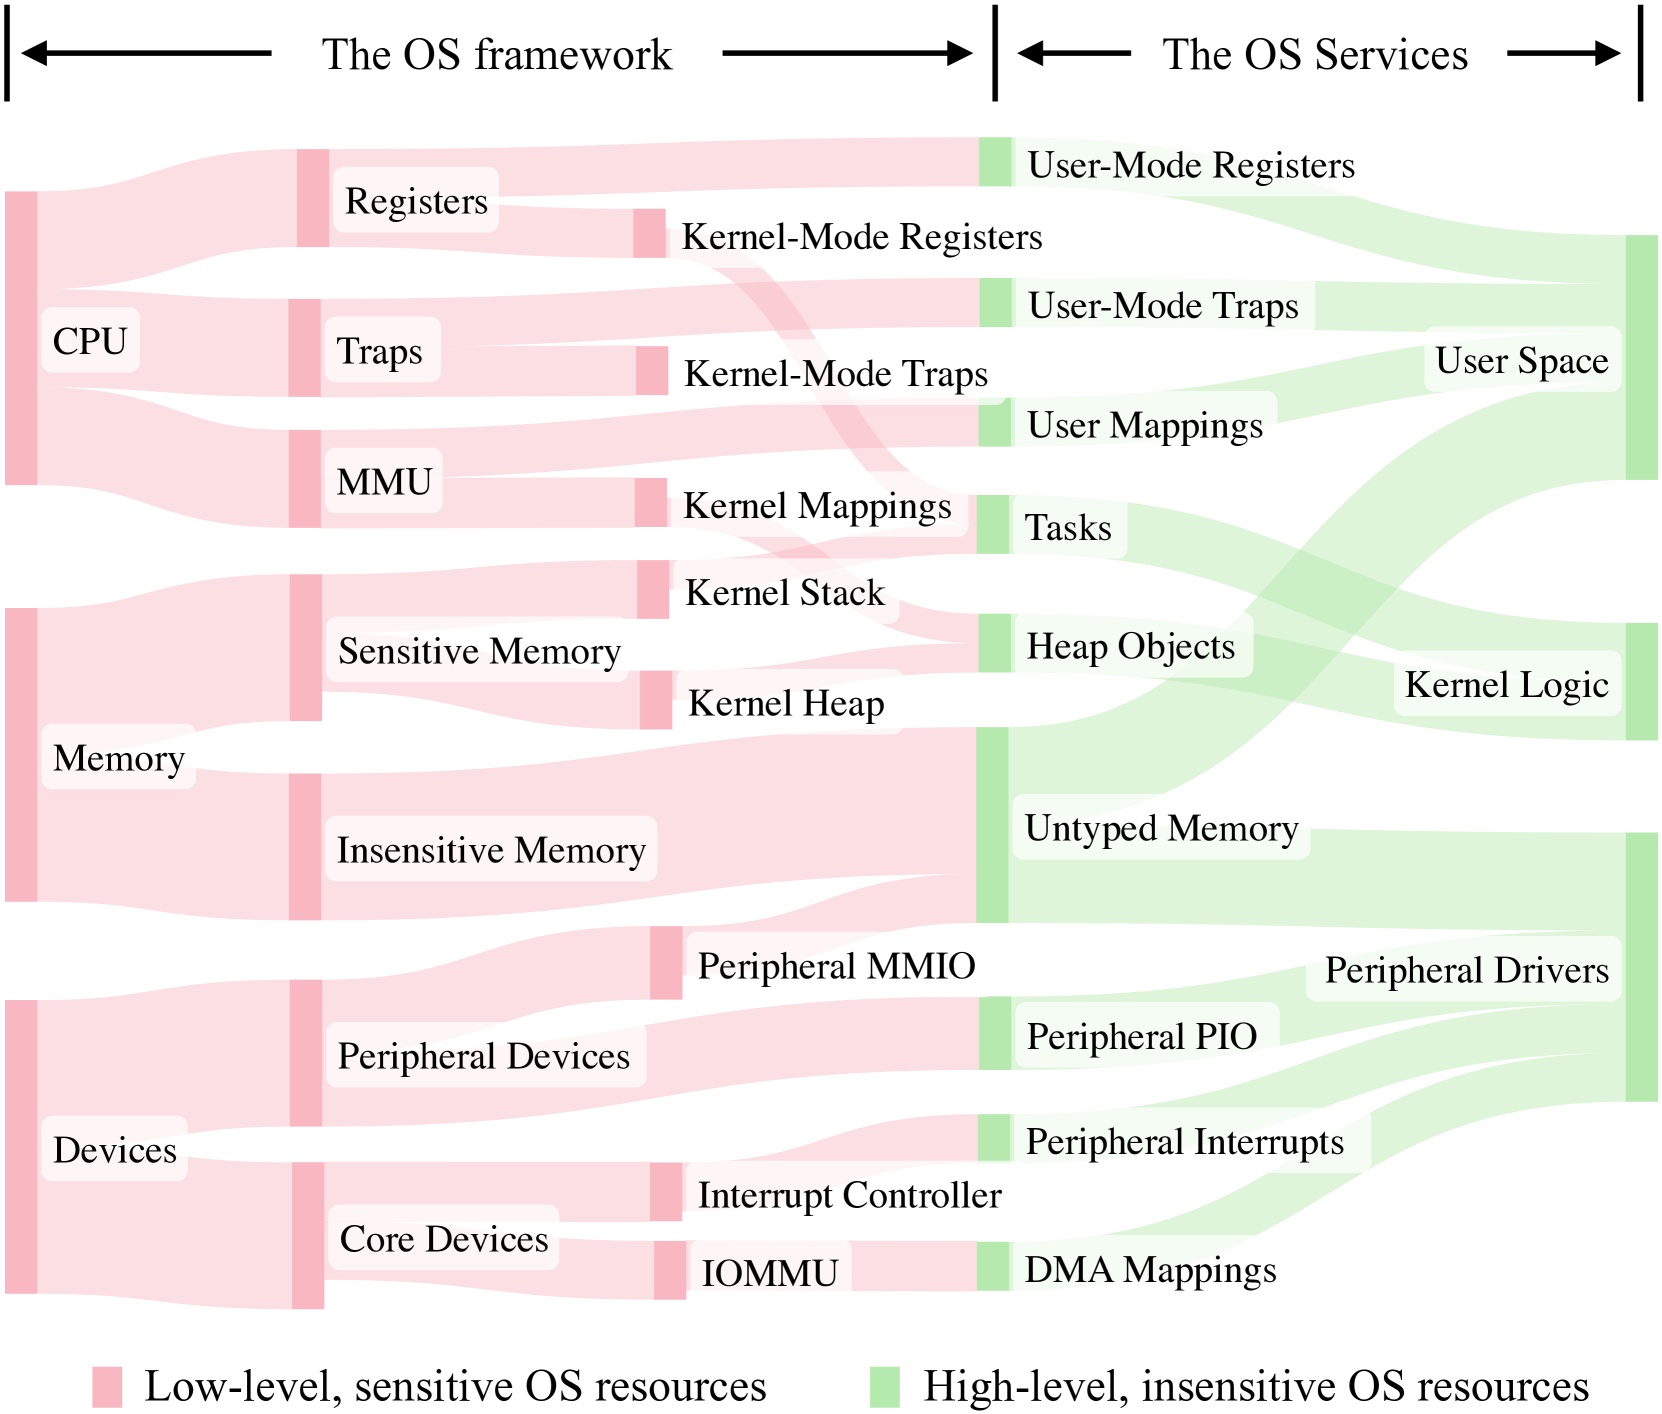 The OS framework
The OS Services
User-Mode Registers
Registers
Kernel-Mode Registers
User-Mode Traps
CPU
Traps
User Space
Kernel-Mode Traps
User Mappings
MMU
Kernel Mappings
Tasks
Kernel Stack
Sensitive Memory
Heap Objects
Kernel Logic
Kernel Heap
Memory
Untyped Memory
Insensitive Memory
Peripheral MMIO
Peripheral Drivers
Peripheral PIO
Peripheral Devices
Devices
Peripheral Interrupts
Interrupt Controller
Core Devices
IOMMU
DMA Mappings
Low-level, sensitive OS resources
High-level, insensitive OS resources